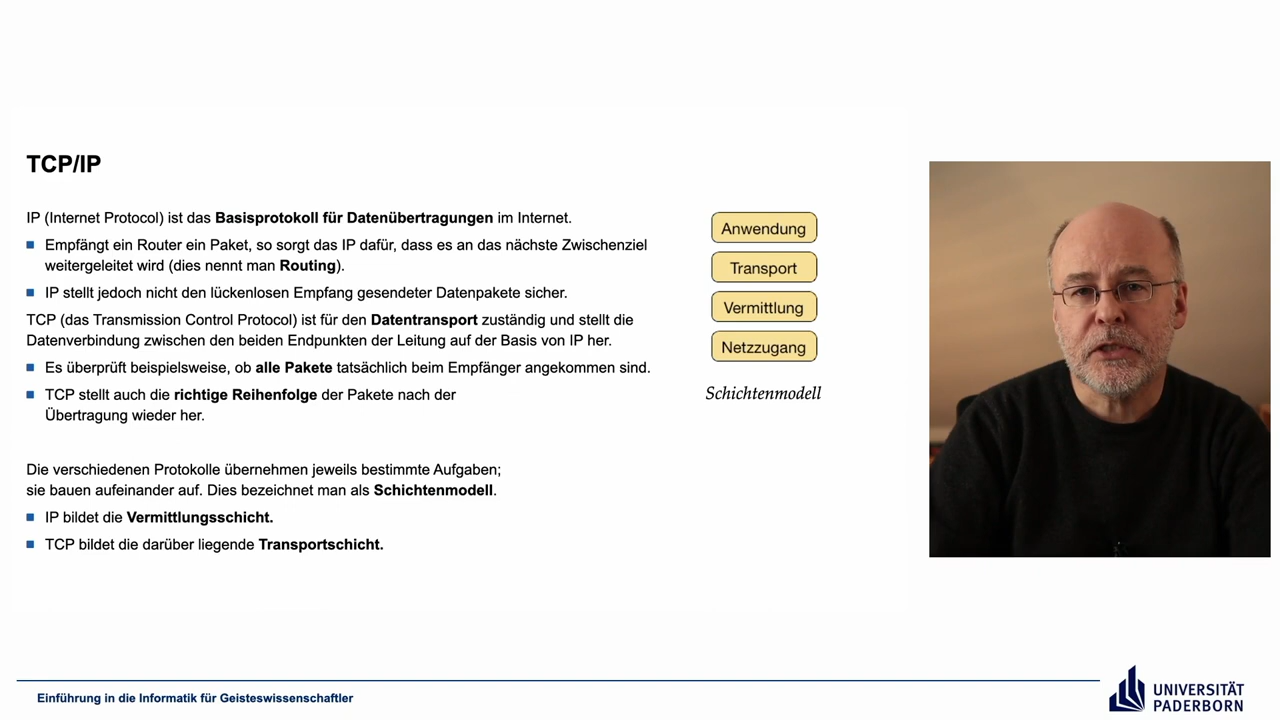 TCP/IP
IP (Internet Protocol) ist das Basisprotokoll für Datenübertragungen im Internet.
Empfängt ein Router ein Paket, so sorgt das IP dafür, dass es an das nächste Zwischenziel
weitergeleitet wird (dies nennt man Routing).
IP stellt jedoch nicht den lückenlosen Empfang gesendeter Datenpakete sicher.
TCP (das Transmission Control Protocol) ist für den Datentransport zuständig und stellt die
Datenverbindung zwischen den beiden Endpunkten der Leitung auf der Basis von IP her.
Es überprüft beispielsweise, ob alle Pakete tatsächlich beim Empfänger angekommen sind.
TCP stellt auch die richtige Reihenfolge der Pakete nach der
Übertragung wieder her.
Die verschiedenen Protokolle übernehmen jeweils bestimmte Aufgaben;
sie bauen aufeinander auf. Dies bezeichnet man als Schichtenmodell.
IP bildet die Vermittlungsschicht.
TCP bildet die darüber liegende Transportschicht.
Anwendung
Transport
Vermittlung
Netzzugang
Schichtenmodell
Einführung in die Informatik für Geisteswissenschaftler
UNIVERSITÄT
PADERBORN